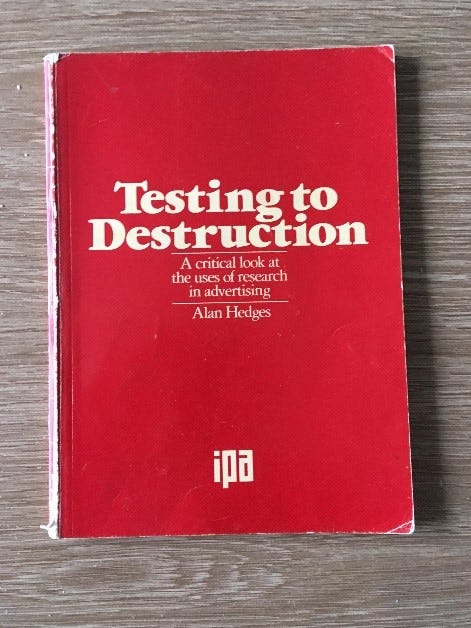 Testing to
Destruction
A critical look at
the uses of research
in advertising
Alan Hedges
ipa